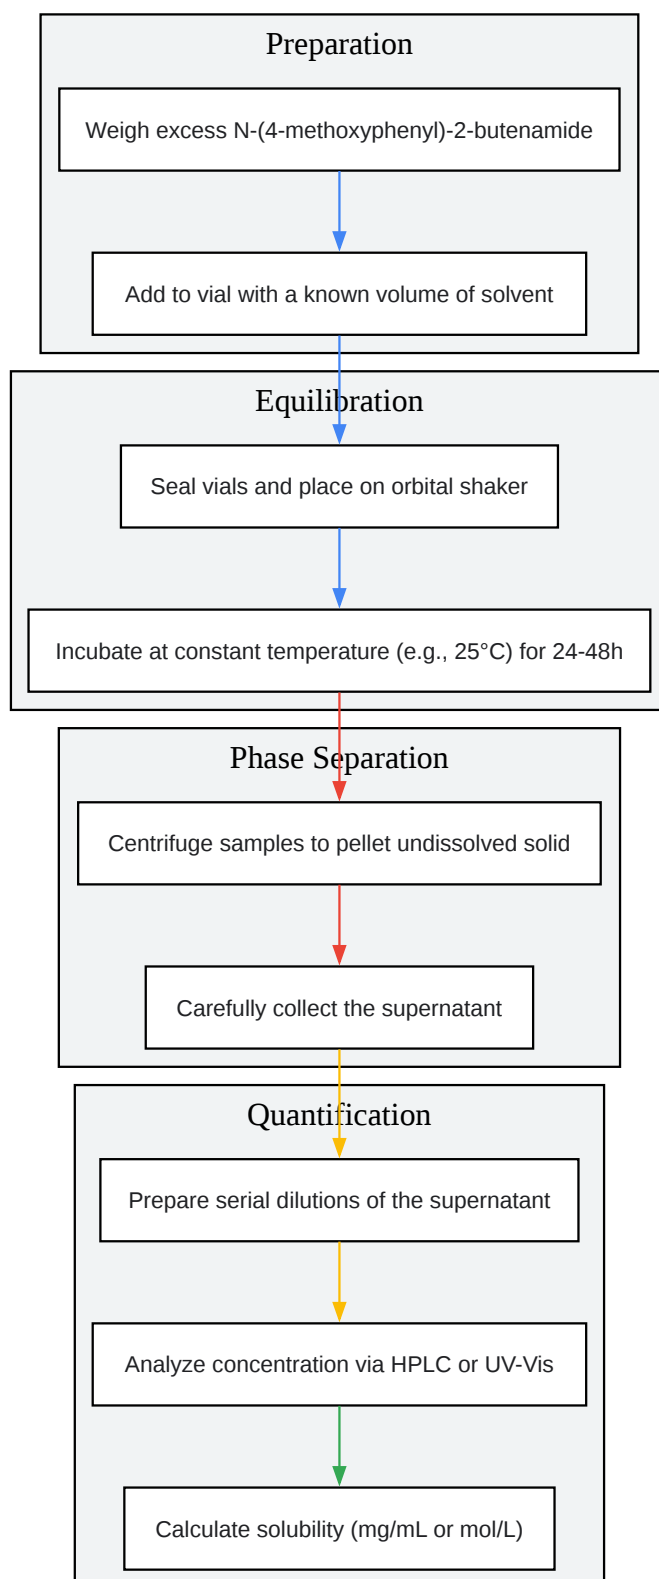 Preparation
Weigh excess N-(4-methoxyphenyl)-2-butenamide
Add to vial with a known volume of solvent
Equilibration
Seal vials and place on orbital shaker
Incubate at constant temperature (e.g., 25°C) for 24-48h
Phase Separation
Centrifuge samples to pellet undissolved solid
Carefully collect the supernatant
Quantification
Prepare serial dilutions of the supernatant
Analyze concentration via HPLC or UV-Vis
Calculate solubility (mg/mL or mol/L)